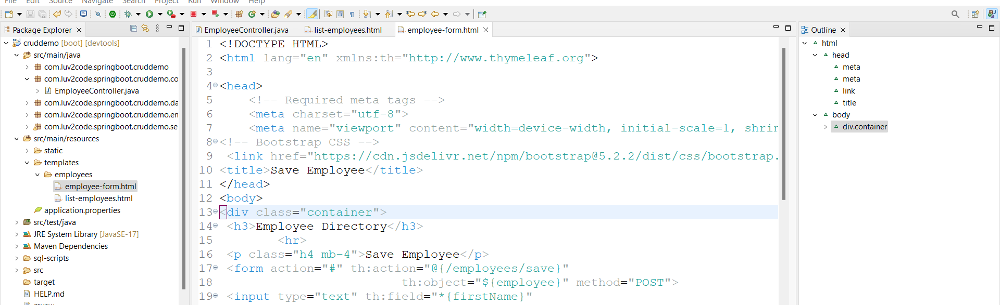 File Edit Source Navigate Search Project Run Window Help
Package Explorer
cruddemo [boot] [devtools]
src/main/java
com.luv2code.springboot.cruddemo
com.luv2code.springboot.cruddemo.co
EmployeeController.java
com.luv2code.springboot.cruddemo.da
com.luv2code.springboot.cruddemo.en
com.luv2code.springboot.cruddemo.se
src/main/resources
static
templates
employees
employee-form.html
list-employees.html
application.properties
src/test/java
JRE System Library [JavaSE-17]
Maven Dependencies
sql-scripts
src
target
HELP.md
EmployeeController.java list-employees.html employee-form.html
1 <!DOCTYPE HTML>
2 <html lang="en" xmlns:th="http://www.thymeleaf.org">
3
4 <head>
5 <!-- Required meta tags -->
6 <meta charset="utf-8">
7 <meta name="viewport" content="width=device-width, initial-scale=1, shrin
8 <!-- Bootstrap CSS -->
9 <link href="https://cdn.jsdelivr.net/npm/bootstrap@5.2.2/dist/css/bootstrap.
10 <title>Save Employee</title>
11 </head>
12 <body>
13 <div class="container">
14 <h3>Employee Directory</h3>
15 <hr>
16 <p class="h4 mb-4">Save Employee</p>
17 <form action="#" th:action="@{/employees/save}"
18 th:object="${employee}" method="POST">
19 <input type="text" th:field="*{firstName}"
Outline
html
head
meta
meta
link
title
body
div.container